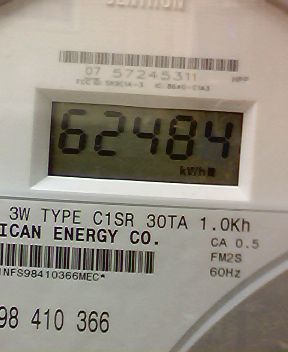 07 57245311
62484
kWh
3W TYPE C1SR 30TA 1.0Kh
ICAN ENERGY CO.
CA 0.5
FM2S
60Hz
1NFS98410366MEC*
98 410 366